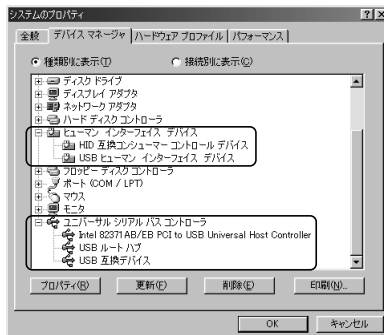 システムのプロパティ
全般 デバイス マネージャ ハードウェア プロファイル パフォーマンス
種類別に表示(T) 接続別に表示(C)
ディスク ドライブ
ディスプレイ アダプタ
ネットワーク アダプタ
ハード ディスク コントローラ
ヒューマン インターフェイス デバイス
HID 互換コンシューマー コントロール デバイス
USB ヒューマン インターフェイス デバイス
フロッピー ディスク コントローラ
ポート (COM / LPT)
マウス
モニタ
ユニバーサル シリアル バス コントローラ
Intel 82371AB/EB PCI to USB Universal Host Controller
USB ルート ハブ
USB 互換デバイス
プロパティ(R) 更新(F) 削除(E) 印刷(N)...
OK キャンセル